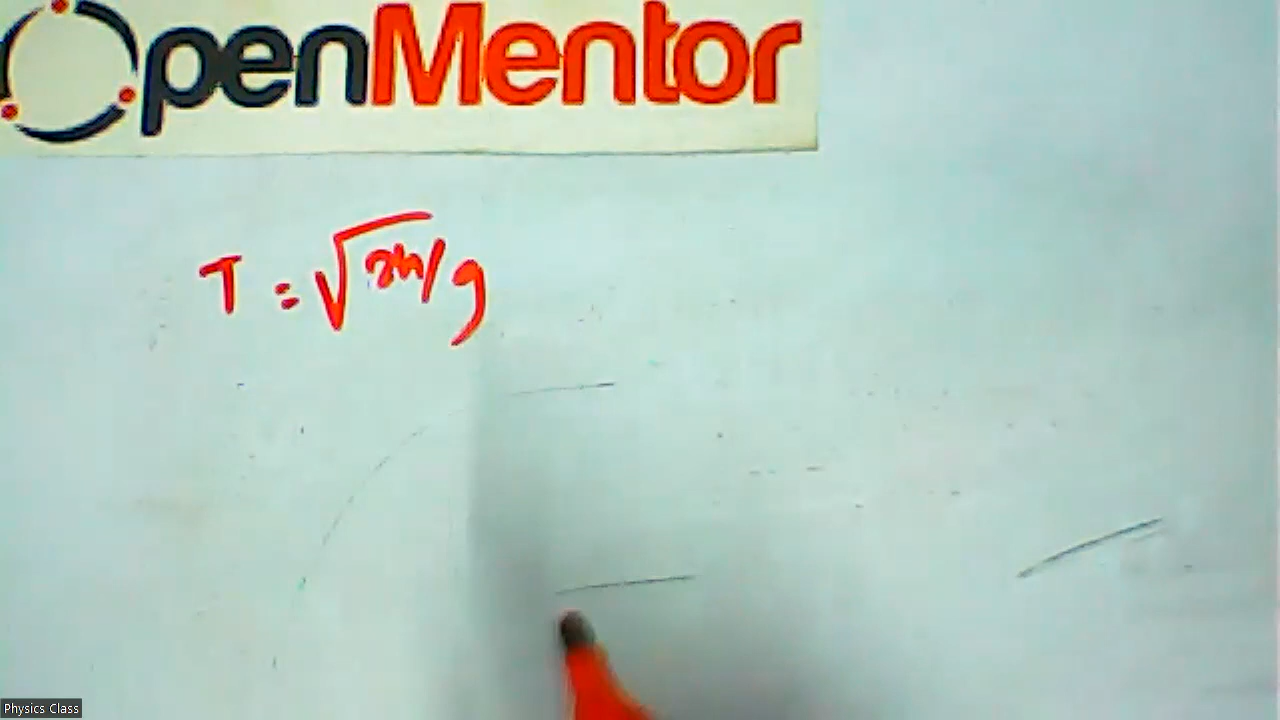 OpenMentor
T = √2h/g
Physics Class